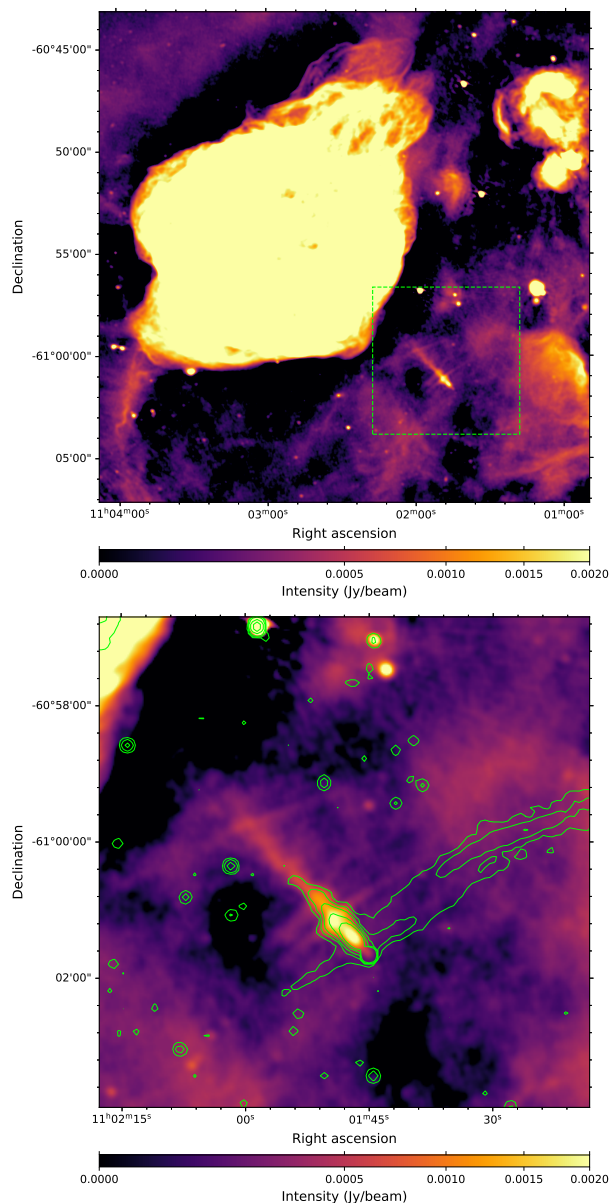 -60°45'00"
50'00"
55'00"
-61°00'00"
05'00"
Declination
11ʰ04ᵐ00ˢ
03ᵐ00ˢ
02ᵐ00ˢ
01ᵐ00ˢ
Right ascension
0.0000
0.0005
0.0010
0.0015
0.0020
Intensity (Jy/beam)
-60°58'00"
-61°00'00"
02'00"
Declination
11ʰ02ᵐ15ˢ
00ˢ
01ᵐ45ˢ
30ˢ
Right ascension
0.0000
0.0005
0.0010
0.0015
0.0020
Intensity (Jy/beam)